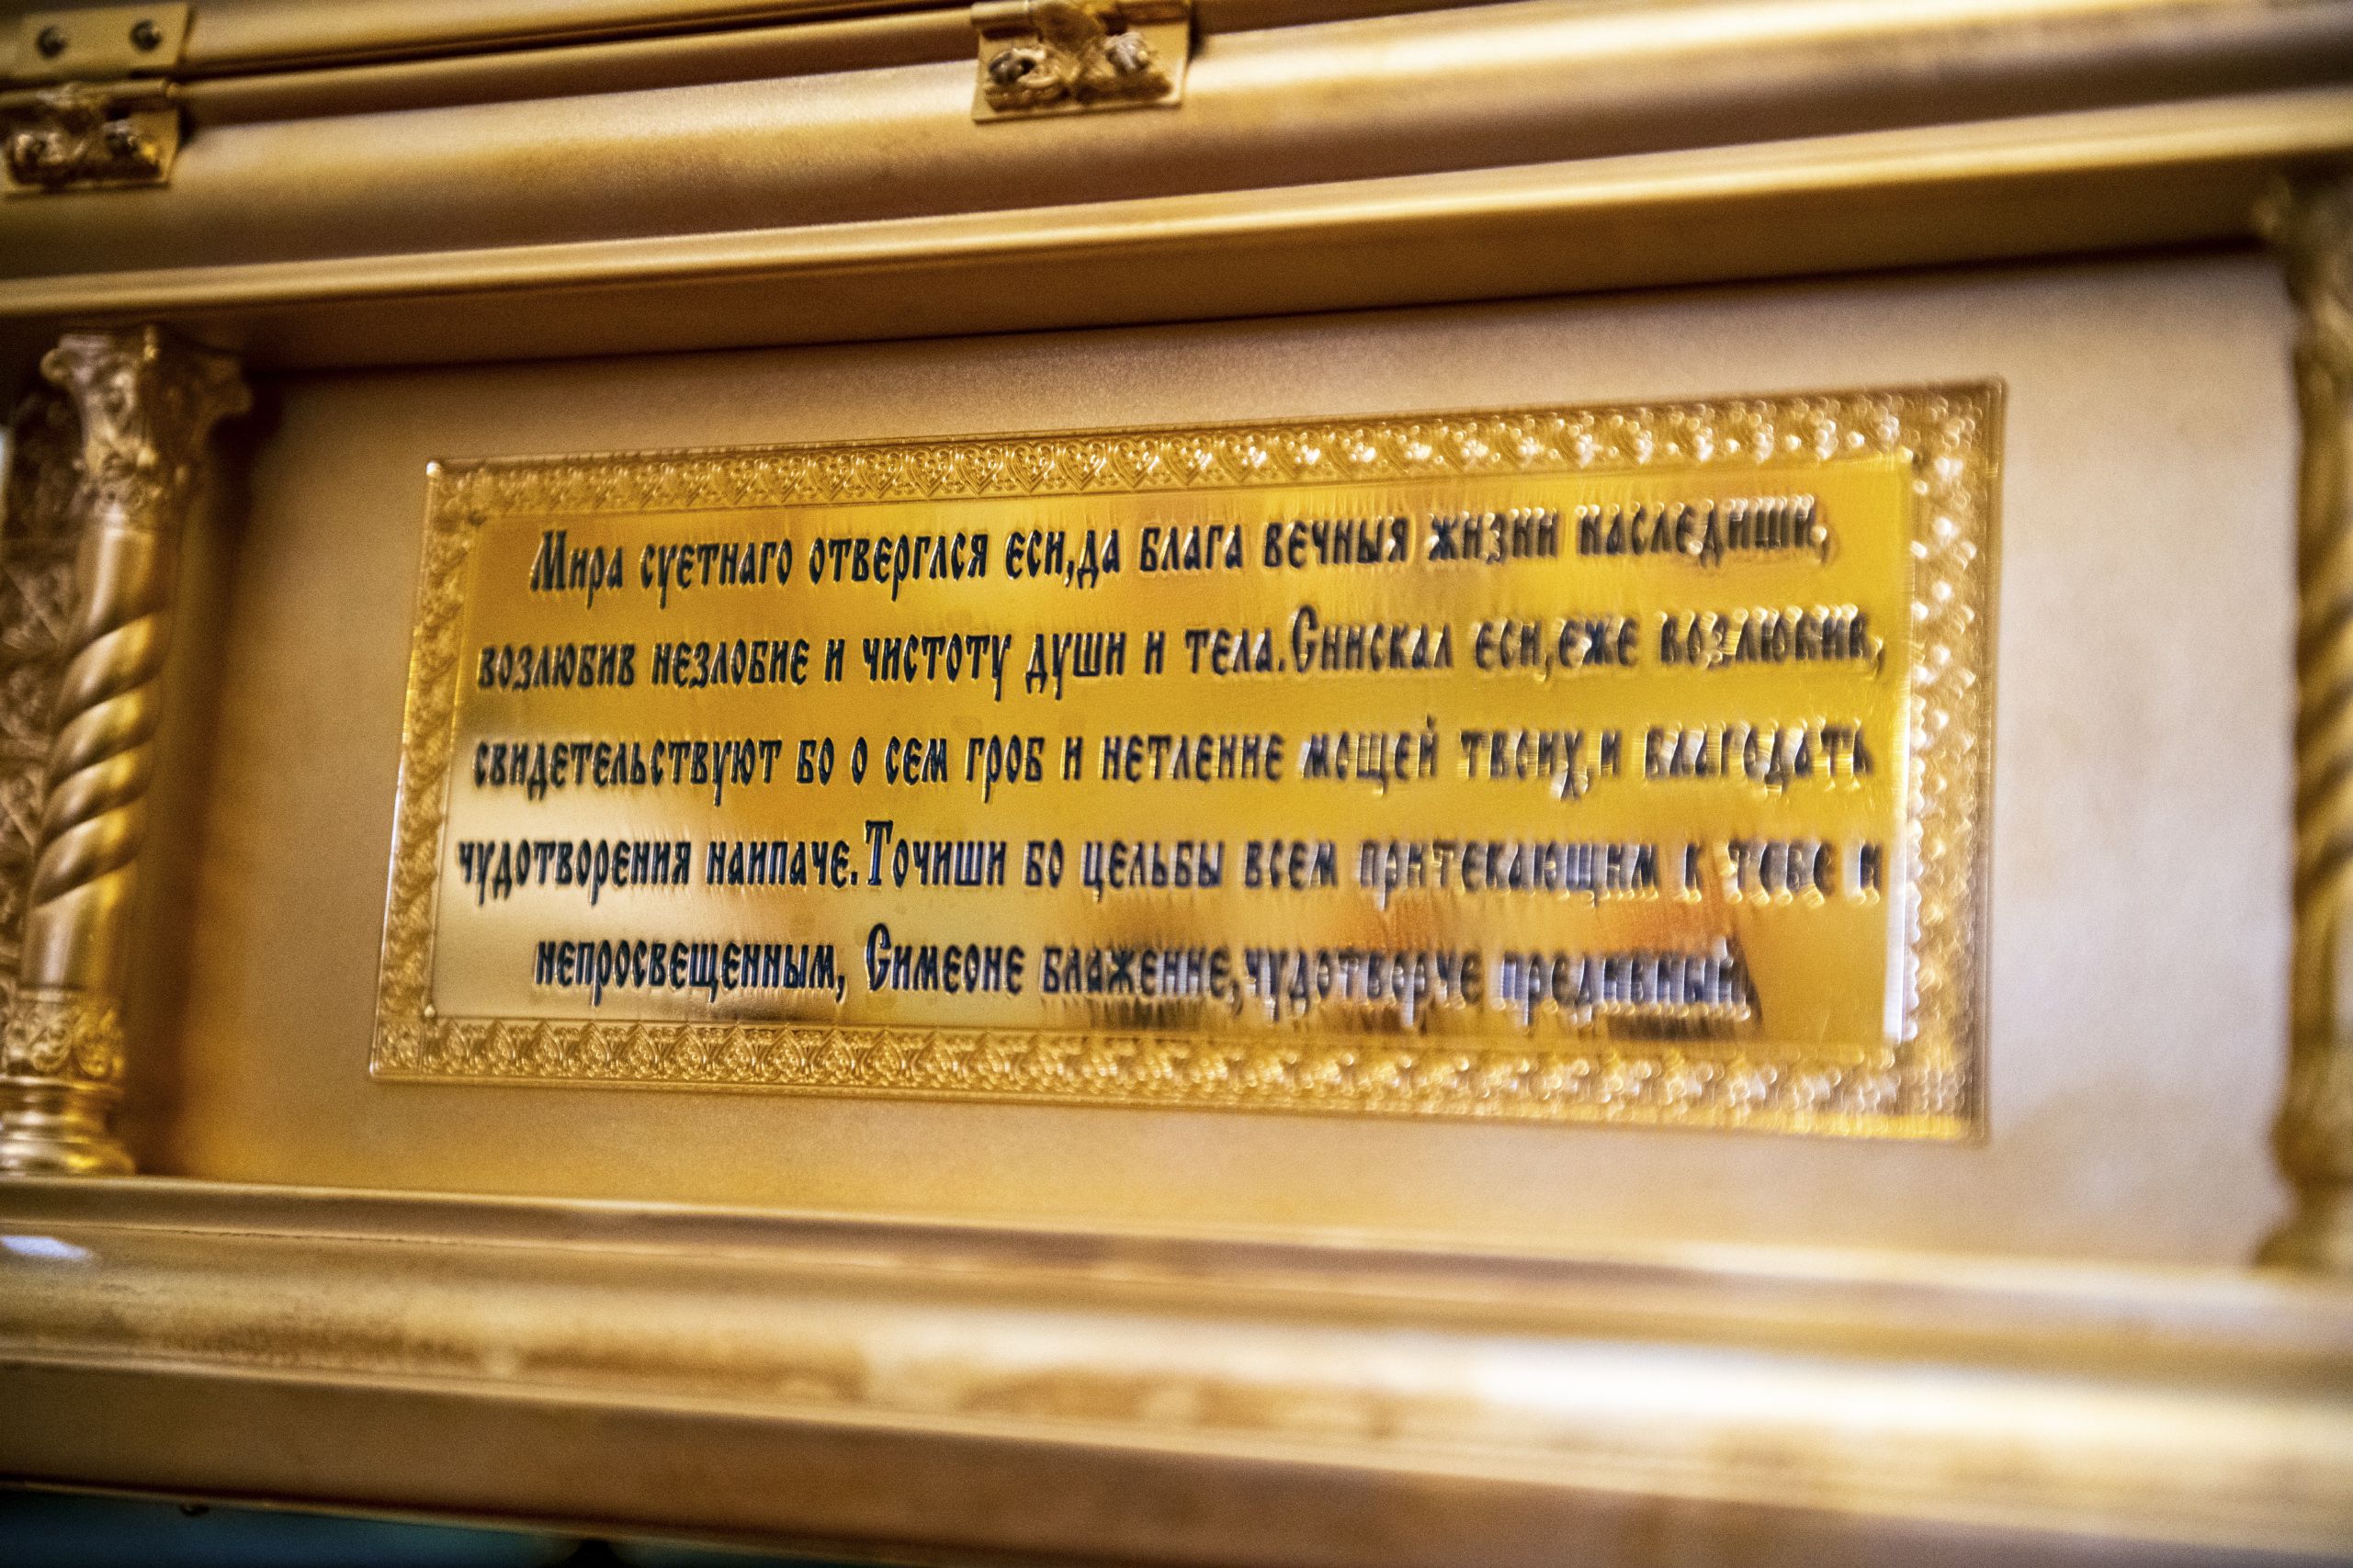 Мира суетнаго отверглся еси,да блага вечныя жизни наследиши,
возлюбив незлобие и чистоту души и тела.Снискал еси,еже возлюбив,
свидетельствуют бо о сем гроб и нетление мощей твоих,и благодать
чудотворения наипаче.Точиши бо цельбы всем притекающим к тебе и
непросвещенным, Симеоне блаженне,чудотворче предивный